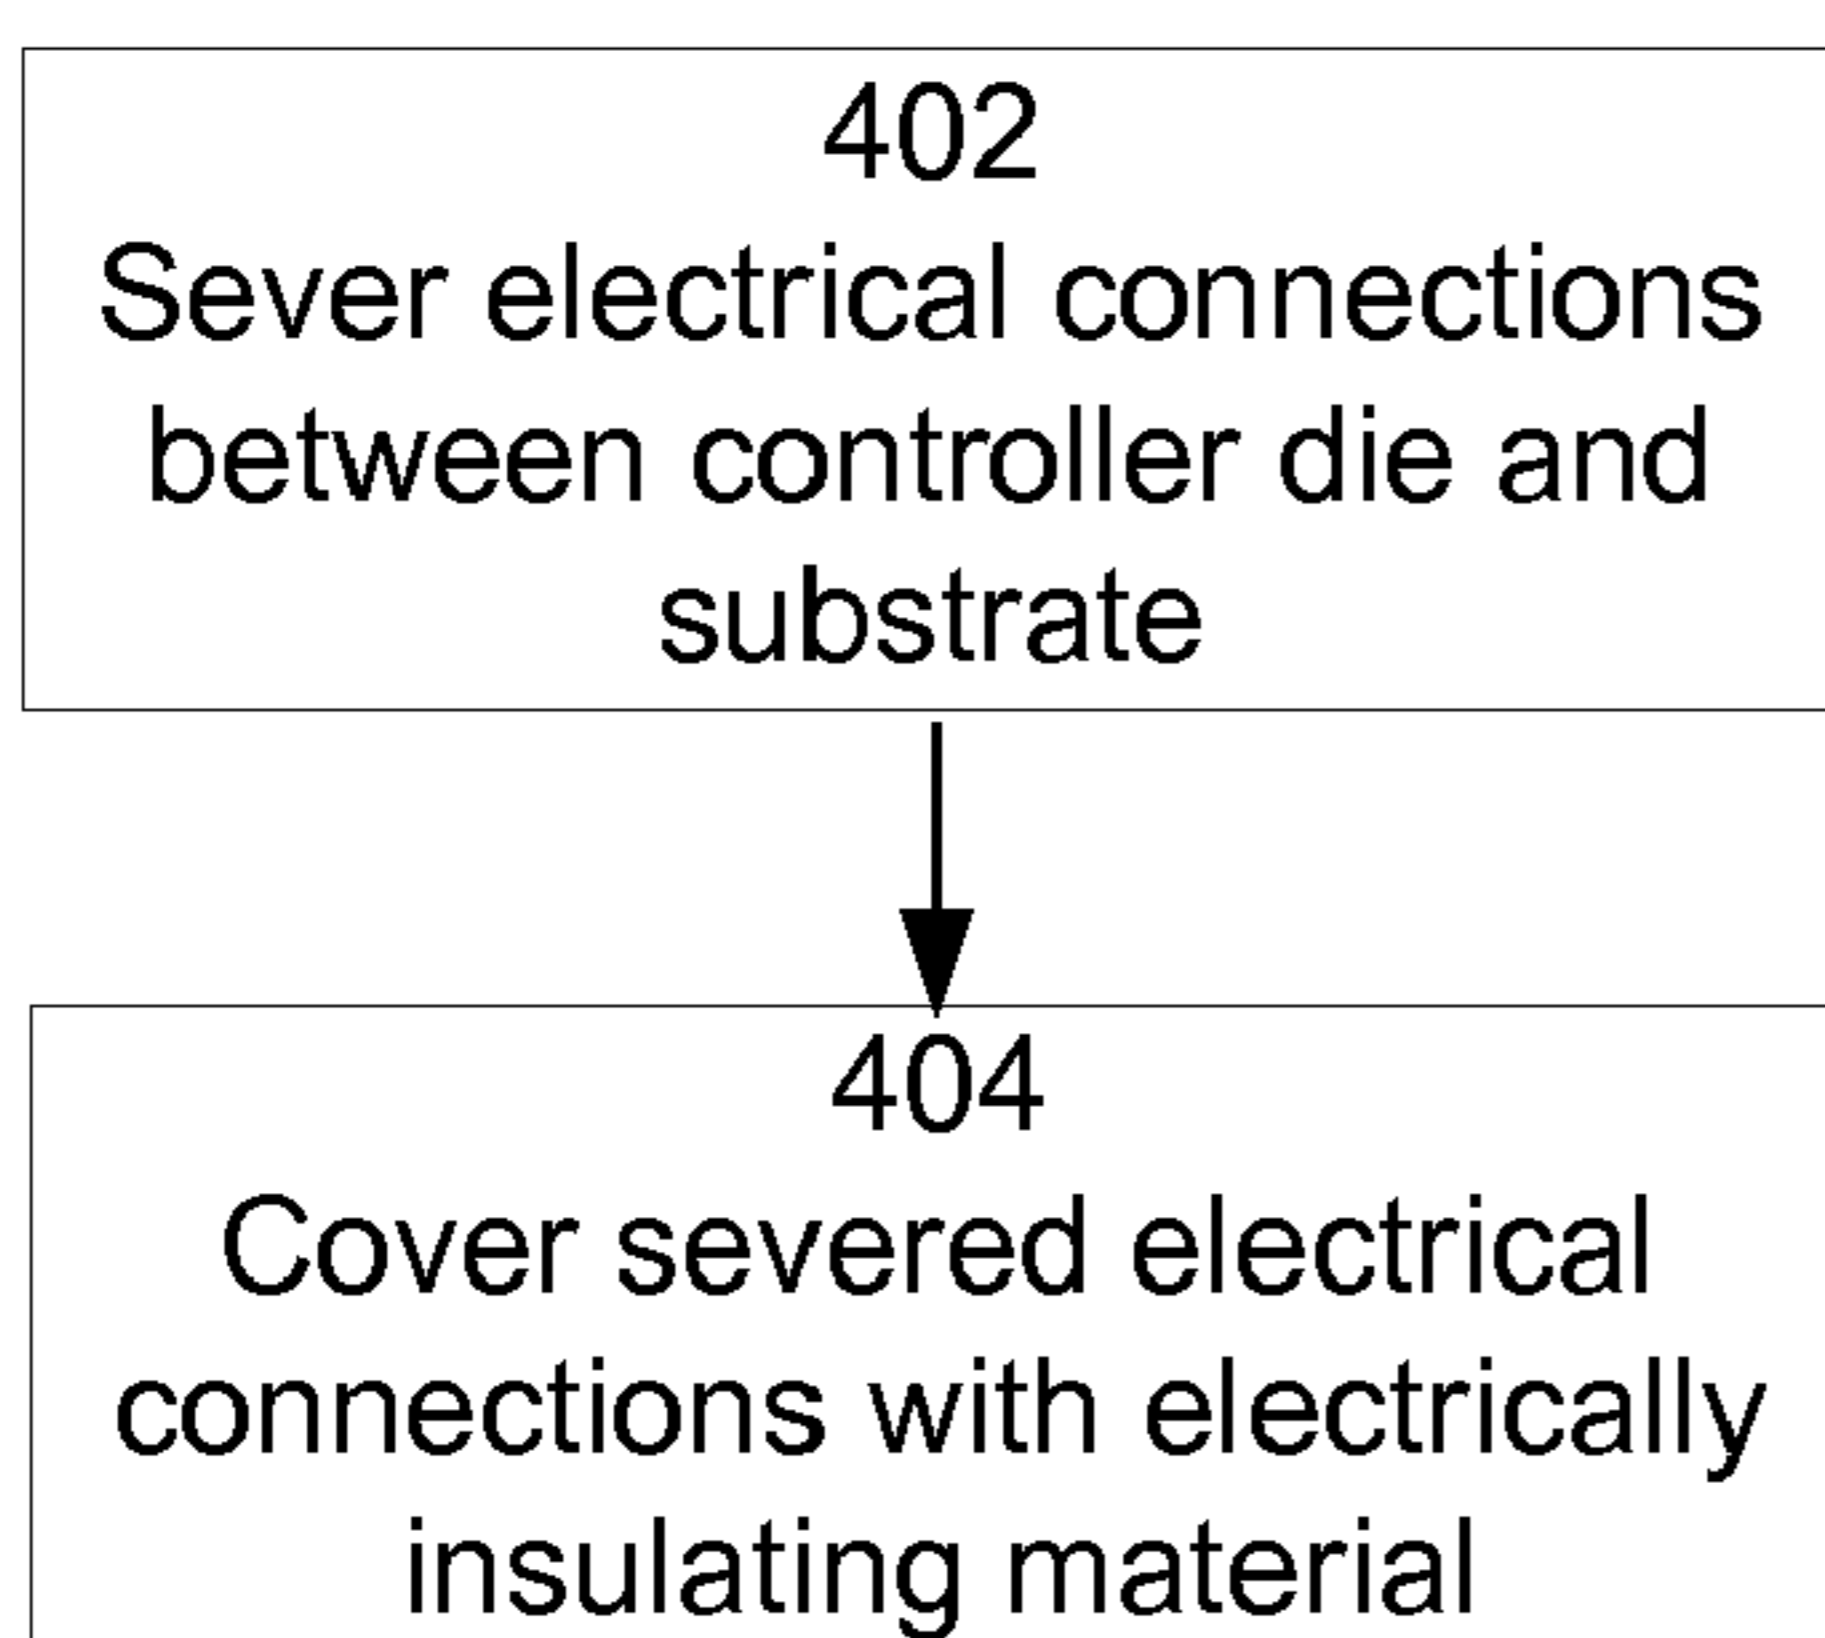 402
Sever electrical connections
between controller die and
substrate
404
Cover severed electrical
connections with electrically
insulating material